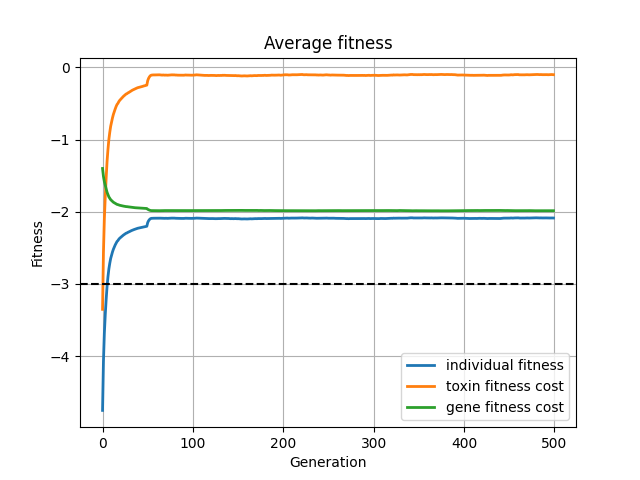 Average fitness
0
−1
−2
−3
−4
Fitness
individual fitness
toxin fitness cost
gene fitness cost
0 100 200 300 400 500
Generation